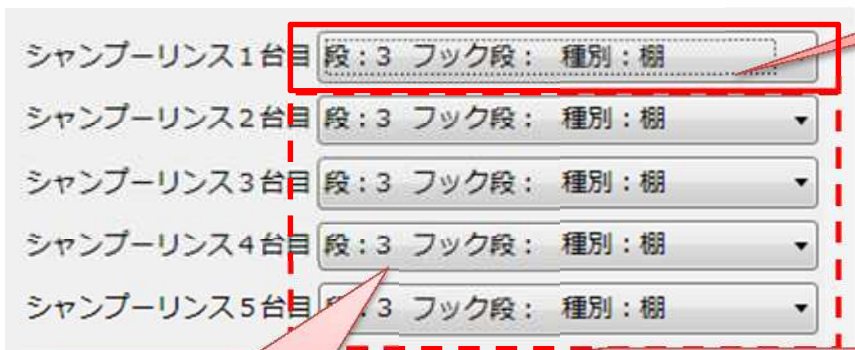 シャンプーリンス1台目 段：3 フック段： 種別：棚
シャンプーリンス2台目 段：3 フック段： 種別：棚
シャンプーリンス3台目 段：3 フック段： 種別：棚
シャンプーリンス4台目 段：3 フック段： 種別：棚
シャンプーリンス5台目 段：3 フック段： 種別：棚